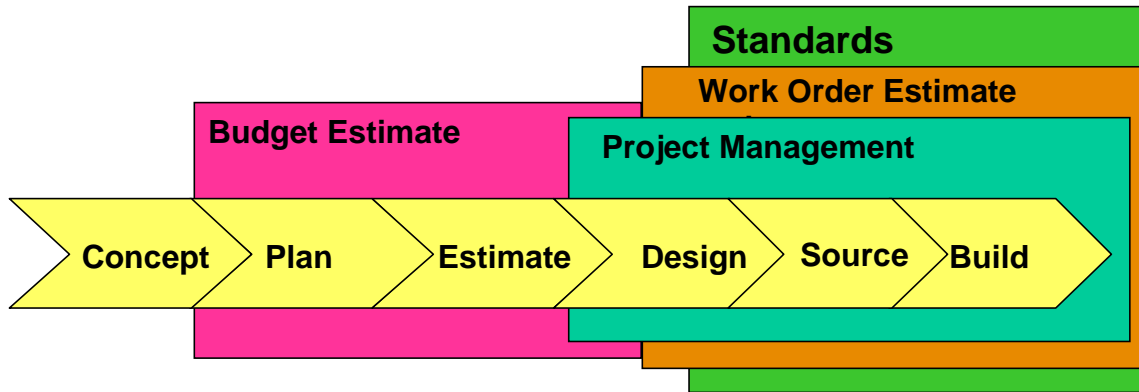 Standards
Work Order Estimate
Budget Estimate
Project Management
Concept
Plan
Estimate
Design
Source
Build